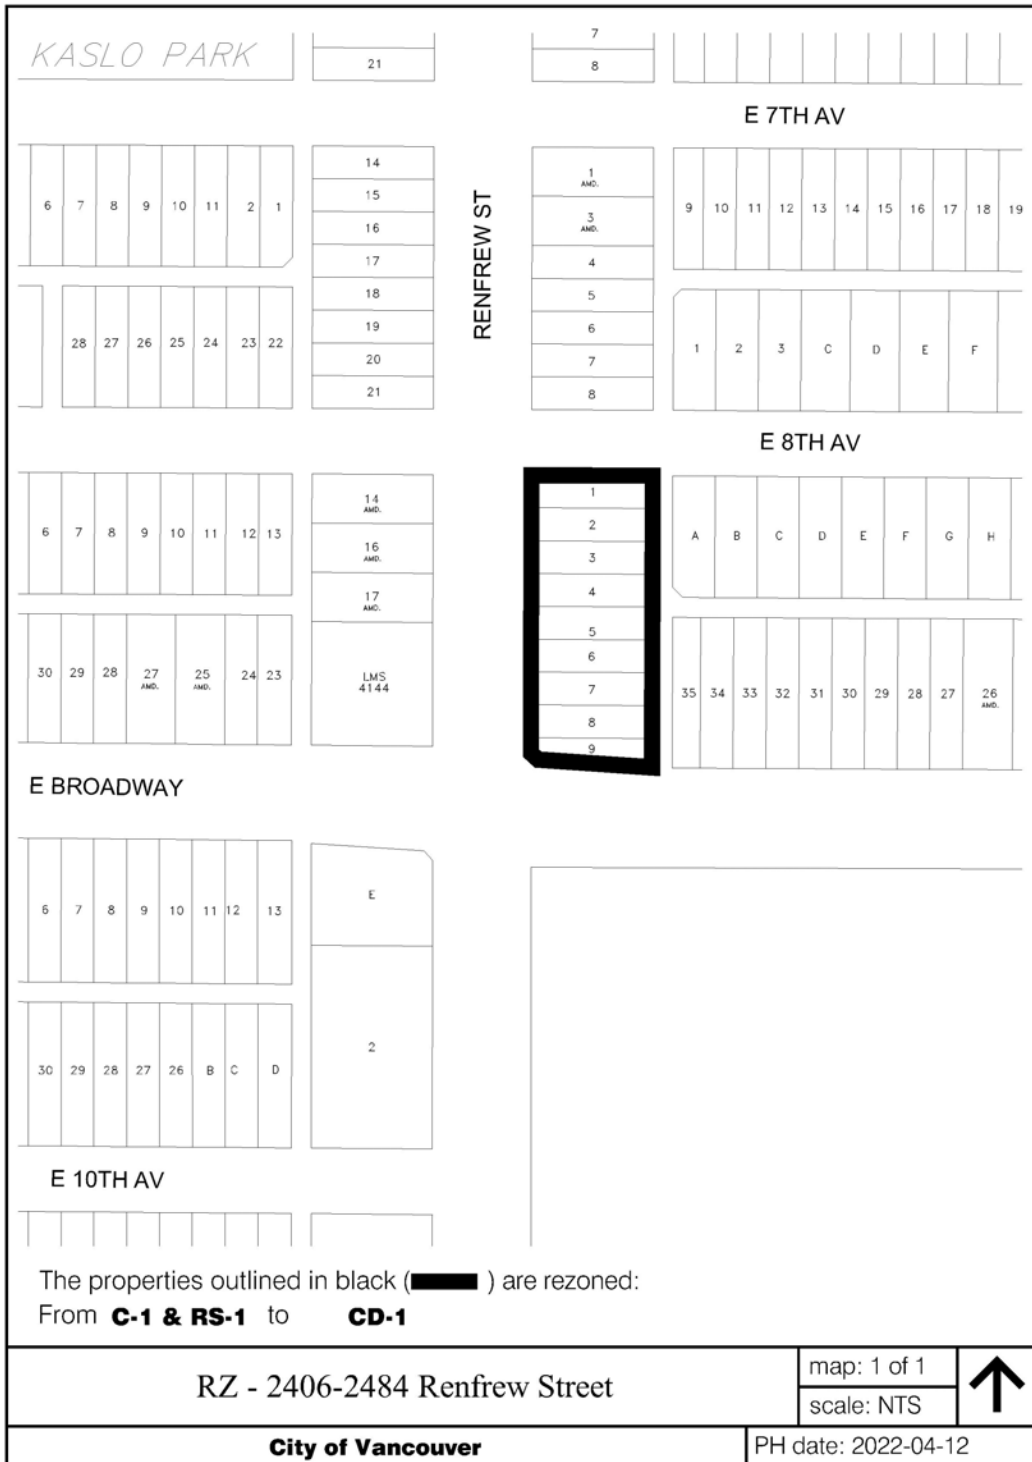 KASLO PARK
21
7
8
E 7TH AV
6 7 8 9 10 11 2 1
14
15
16
17
18
19
20
21
RENFREW ST
1
AMD.
3
AMD.
4
5
6
7
8
9 10 11 12 13 14 15 16 17 18 19
28 27 26 25 24 23 22
1 2 3 C D E F
E 8TH AV
6 7 8 9 10 11 12 13
14
AMD.
16
AMD.
17
AMD.
LMS
4144
1
2
3
4
5
6
7
8
9
A B C D E F G H
30 29 28 27 AMD. 25 AMD. 24 23
35 34 33 32 31 30 29 28 27 26 AMD.
E BROADWAY
6 7 8 9 10 11 12 13
E
2
30 29 28 27 26 B C D
E 10TH AV
The properties outlined in black ( ) are rezoned:
From C-1 & RS-1 to CD-1
RZ - 2406-2484 Renfrew Street
map: 1 of 1
scale: NTS
City of Vancouver
PH date: 2022-04-12